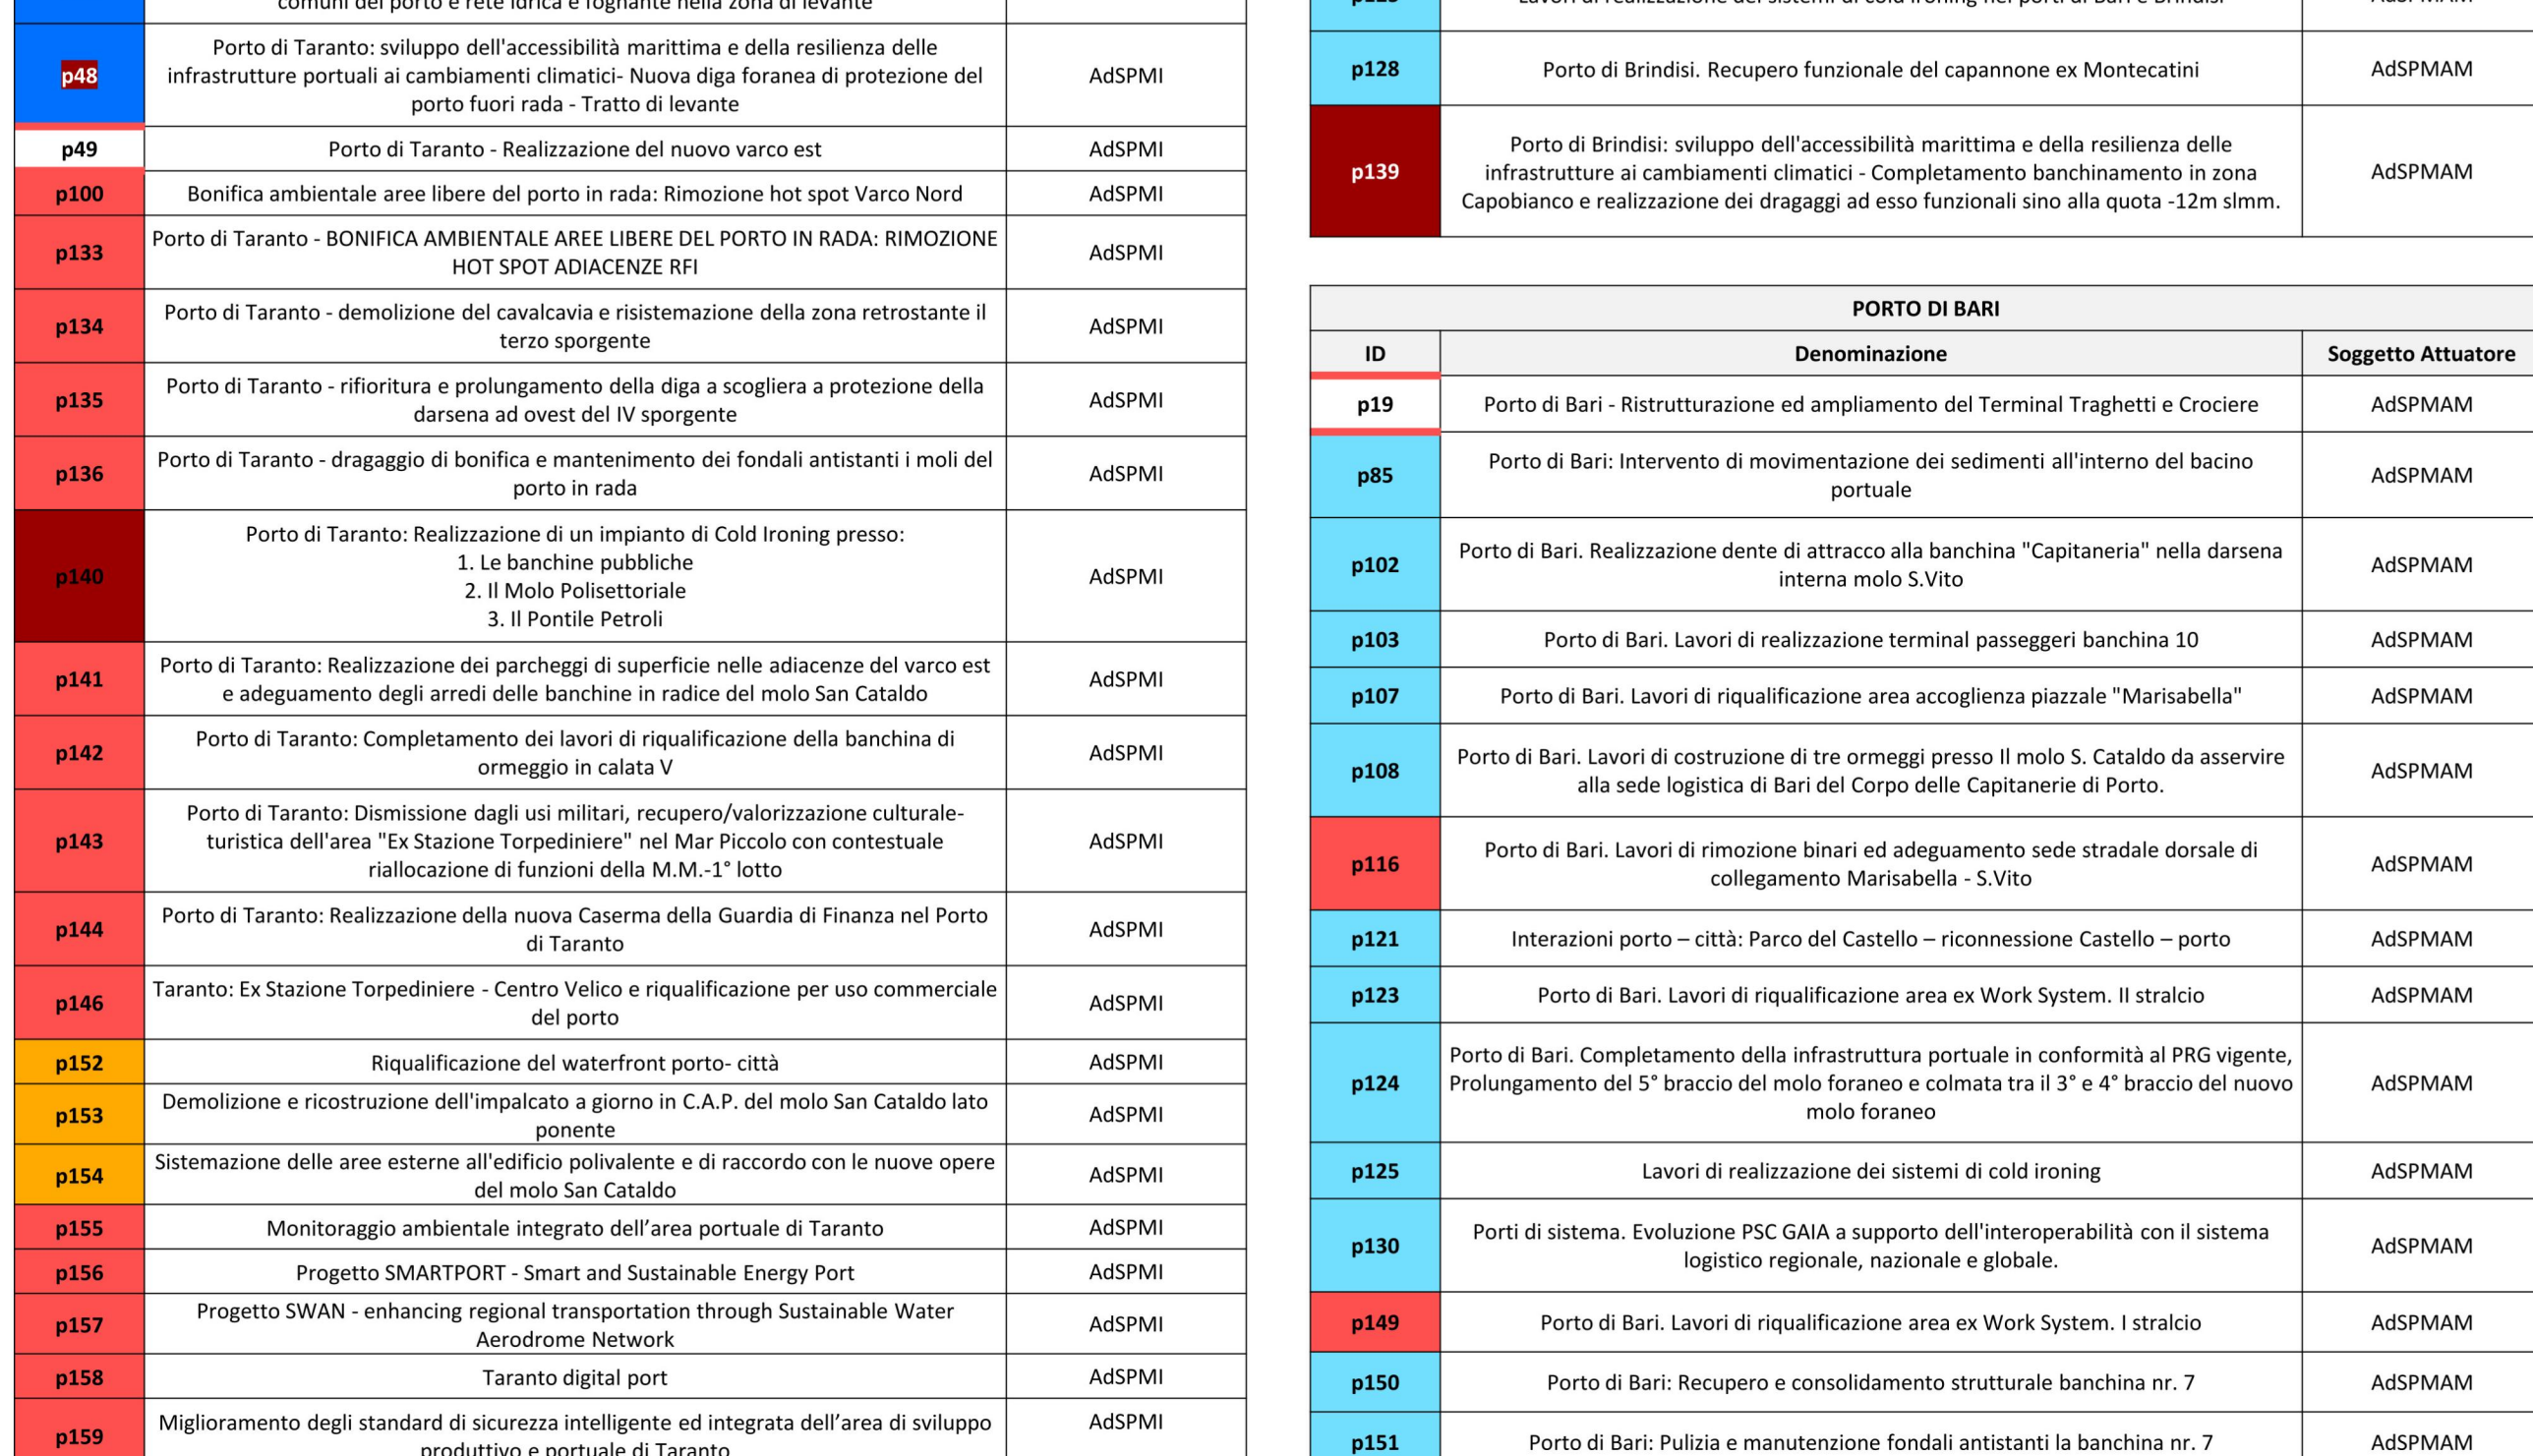 comuni del porto e rete idrica e fognante nella zona di levante
p48
Porto di Taranto: sviluppo dell'accessibilità marittima e della resilienza delle
infrastrutture portuali ai cambiamenti climatici- Nuova diga foranea di protezione del
porto fuori rada - Tratto di levante
AdSPMI
p49
Porto di Taranto - Realizzazione del nuovo varco est
AdSPMI
p100
Bonifica ambientale aree libere del porto in rada: Rimozione hot spot Varco Nord
AdSPMI
p133
Porto di Taranto - BONIFICA AMBIENTALE AREE LIBERE DEL PORTO IN RADA: RIMOZIONE
HOT SPOT ADIACENZE RFI
AdSPMI
p134
Porto di Taranto - demolizione del cavalcavia e risistemazione della zona retrostante il
terzo sporgente
AdSPMI
p135
Porto di Taranto - rifioritura e prolungamento della diga a scogliera a protezione della
darsena ad ovest del IV sporgente
AdSPMI
p136
Porto di Taranto - dragaggio di bonifica e mantenimento dei fondali antistanti i moli del
porto in rada
AdSPMI
p140
Porto di Taranto: Realizzazione di un impianto di Cold Ironing presso:
1. Le banchine pubbliche
2. Il Molo Polisettoriale
3. Il Pontile Petroli
AdSPMI
p141
Porto di Taranto: Realizzazione dei parcheggi di superficie nelle adiacenze del varco est
e adeguamento degli arredi delle banchine in radice del molo San Cataldo
AdSPMI
p142
Porto di Taranto: Completamento dei lavori di riqualificazione della banchina di
ormeggio in calata V
AdSPMI
p143
Porto di Taranto: Dismissione dagli usi militari, recupero/valorizzazione culturale-
turistica dell'area "Ex Stazione Torpediniere" nel Mar Piccolo con contestuale
riallocazione di funzioni della M.M.-1° lotto
AdSPMI
p144
Porto di Taranto: Realizzazione della nuova Caserma della Guardia di Finanza nel Porto
di Taranto
AdSPMI
p146
Taranto: Ex Stazione Torpediniere - Centro Velico e riqualificazione per uso commerciale
del porto
AdSPMI
p152
Riqualificazione del waterfront porto- città
AdSPMI
p153
Demolizione e ricostruzione dell'impalcato a giorno in C.A.P. del molo San Cataldo lato
ponente
AdSPMI
p154
Sistemazione delle aree esterne all'edificio polivalente e di raccordo con le nuove opere
del molo San Cataldo
AdSPMI
p155
Monitoraggio ambientale integrato dell’area portuale di Taranto
AdSPMI
p156
Progetto SMARTPORT - Smart and Sustainable Energy Port
AdSPMI
p157
Progetto SWAN - enhancing regional transportation through Sustainable Water
Aerodrome Network
AdSPMI
p158
Taranto digital port
AdSPMI
p159
Miglioramento degli standard di sicurezza intelligente ed integrata dell’area di sviluppo
produttivo e portuale di Taranto
AdSPMI
Lavori di realizzazione dei sistemi di cold ironing nei porti di Bari e Brindisi
AdSPMAM
p128
Porto di Brindisi. Recupero funzionale del capannone ex Montecatini
AdSPMAM
p139
Porto di Brindisi: sviluppo dell'accessibilità marittima e della resilienza delle
infrastrutture ai cambiamenti climatici - Completamento banchinamento in zona
Capobianco e realizzazione dei dragaggi ad esso funzionali sino alla quota -12m slmm.
AdSPMAM
PORTO DI BARI
ID
Denominazione
Soggetto Attuatore
p19
Porto di Bari - Ristrutturazione ed ampliamento del Terminal Traghetti e Crociere
AdSPMAM
p85
Porto di Bari: Intervento di movimentazione dei sedimenti all'interno del bacino
portuale
AdSPMAM
p102
Porto di Bari. Realizzazione dente di attracco alla banchina "Capitaneria" nella darsena
interna molo S.Vito
AdSPMAM
p103
Porto di Bari. Lavori di realizzazione terminal passeggeri banchina 10
AdSPMAM
p107
Porto di Bari. Lavori di riqualificazione area accoglienza piazzale "Marisabella"
AdSPMAM
p108
Porto di Bari. Lavori di costruzione di tre ormeggi presso Il molo S. Cataldo da asservire
alla sede logistica di Bari del Corpo delle Capitanerie di Porto.
AdSPMAM
p116
Porto di Bari. Lavori di rimozione binari ed adeguamento sede stradale dorsale di
collegamento Marisabella - S.Vito
AdSPMAM
p121
Interazioni porto – città: Parco del Castello – riconnessione Castello – porto
AdSPMAM
p123
Porto di Bari. Lavori di riqualificazione area ex Work System. II stralcio
AdSPMAM
p124
Porto di Bari. Completamento della infrastruttura portuale in conformità al PRG vigente,
Prolungamento del 5° braccio del molo foraneo e colmata tra il 3° e 4° braccio del nuovo
molo foraneo
AdSPMAM
p125
Lavori di realizzazione dei sistemi di cold ironing
AdSPMAM
p130
Porti di sistema. Evoluzione PSC GAIA a supporto dell'interoperabilità con il sistema
logistico regionale, nazionale e globale.
AdSPMAM
p149
Porto di Bari. Lavori di riqualificazione area ex Work System. I stralcio
AdSPMAM
p150
Porto di Bari: Recupero e consolidamento strutturale banchina nr. 7
AdSPMAM
p151
Porto di Bari: Pulizia e manutenzione fondali antistanti la banchina nr. 7
AdSPMAM